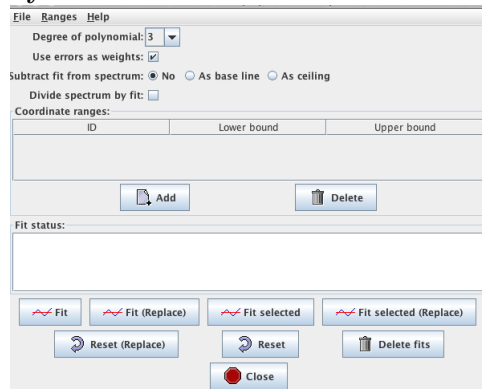 File Ranges Help
Degree of polynomial: 3
Use errors as weights:
Subtract fit from spectrum: No As base line As ceiling
Divide spectrum by fit:
Coordinate ranges:
ID Lower bound Upper bound
Add Delete
Fit status:
Fit Fit (Replace) Fit selected Fit selected (Replace)
Reset (Replace) Reset Delete fits
Close